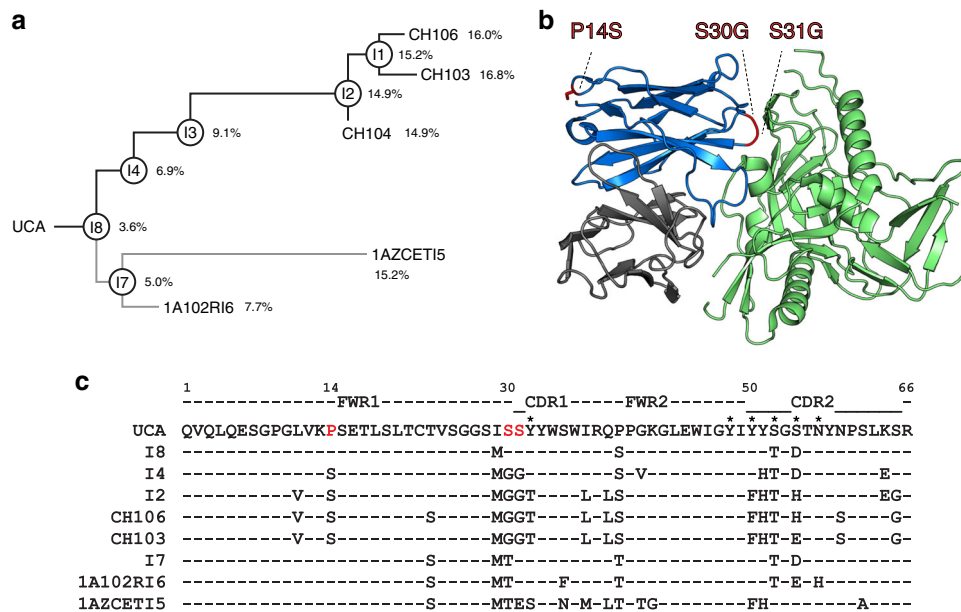 a
CH106 16.0%
I1 15.2%
CH103 16.8%
I2 14.9%
CH104 14.9%
I3 9.1%
I4 6.9%
UCA I8 3.6%
1AZCETI5
15.2%
I7 5.0%
1A102RI6 7.7%
b
P14S S30G S31G
c
1 14 30 50 66
FWR1 CDR1 FWR2 CDR2
* * * * *
UCA QVQLQESGPGLVKPSETLSLTCTVSGGSISSYYWSWIRQPPGKGLEWIGYIYYSGSTNYNPSLKSR
I8 ----------------------------M----------S-------------T-D----------
I4 -------------S--------------MGG--------S-V----------HT-D-------E--
I2 ----------V--S--------------MGGT----L-LS-----------FHT-H-------EG-
CH106 ----------V--S--------S-----MGGT----L-LS-----------FHT-H---S----G-
CH103 ----------V--S--------------MGGT----L-LS-----------FHT-E---S----G-
I7 ----------------------S-----MT---------T-------------T-D----------
1A102RI6 ----------------------S-----MT----F----T-------------T-E-H--------
1AZCETI5 ----------------------S-----MTES--N-M-LT-TG--------FH--------A----